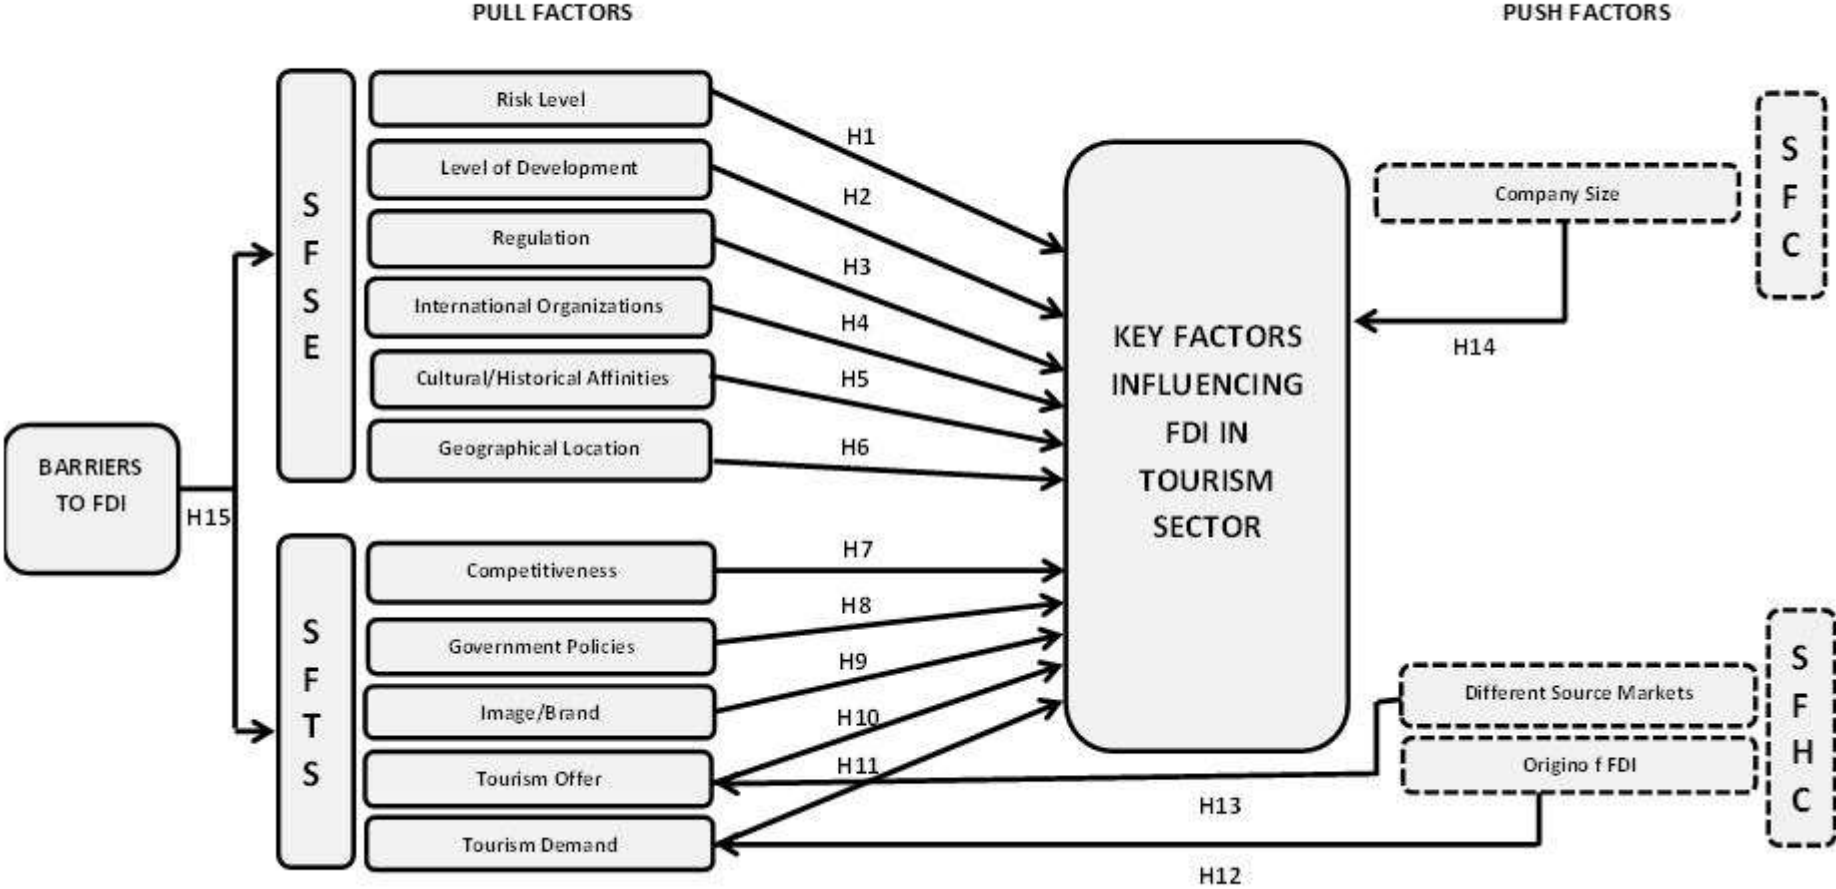 PULL FACTORS
PUSH FACTORS
S
F
S
E
Risk Level
Level of Development
Regulation
International Organizations
Cultural/Historical Affinities
Geographical Location
H1
H2
H3
H4
H5
H6
BARRIERS
TO FDI
H15
S
F
T
S
Competitiveness
Government Policies
Image/Brand
Tourism Offer
Tourism Demand
H7
H8
H9
H10
H11
KEY FACTORS
INFLUENCING
FDI IN
TOURISM
SECTOR
Company Size
S
F
C
H14
Different Source Markets
Origino f FDI
S
F
H
C
H13
H12